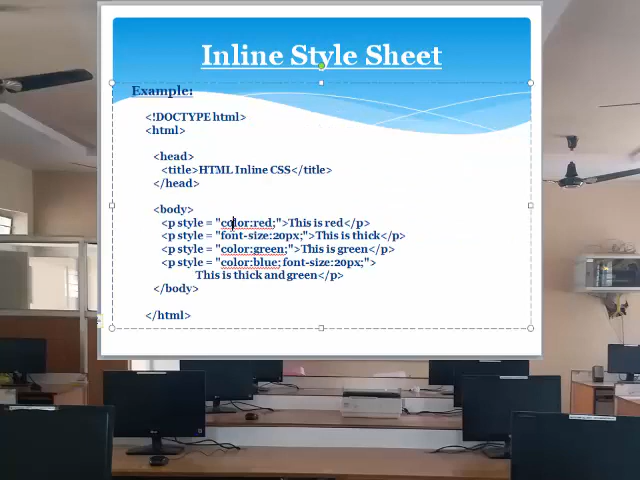 Inline Style Sheet
Example:
<!DOCTYPE html>
<html>
<head>
<title>HTML Inline CSS</title>
</head>
<body>
<p style = "color:red;">This is red</p>
<p style = "font-size:20px;">This is thick</p>
<p style = "color:green;">This is green</p>
<p style = "color:blue; font-size:20px;">
This is thick and green</p>
</body>
</html>